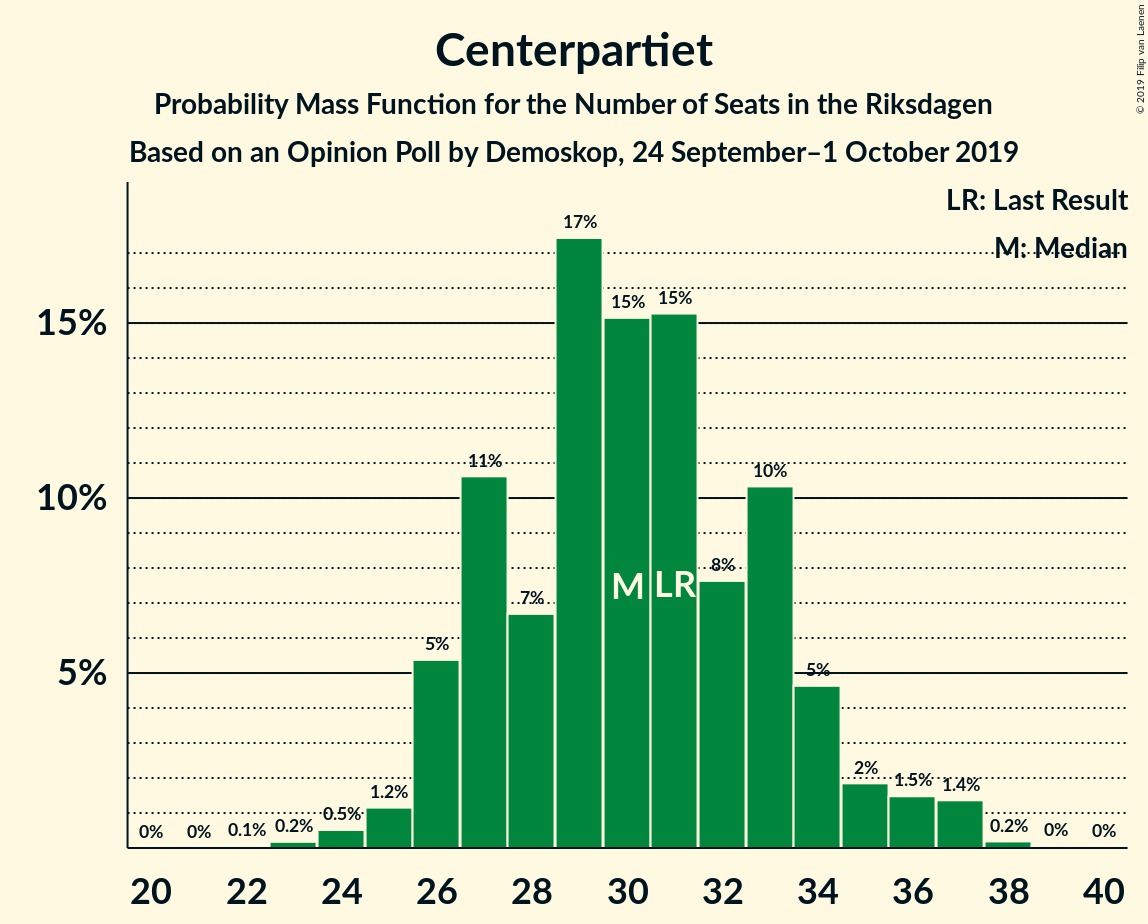 Centerpartiet
Probability Mass Function for the Number of Seats in the Riksdagen
Based on an Opinion Poll by Demoskop, 24 September–1 October 2019
© 2019 Filip van Laenen
LR: Last Result
M: Median
15%
10%
5%
0%
0%
0.1%
0.2%
0.5%
1.2%
5%
11%
7%
17%
15%
15%
8%
10%
5%
2%
1.5%
1.4%
0.2%
0%
0%
M
LR
20 22 24 26 28 30 32 34 36 38 40